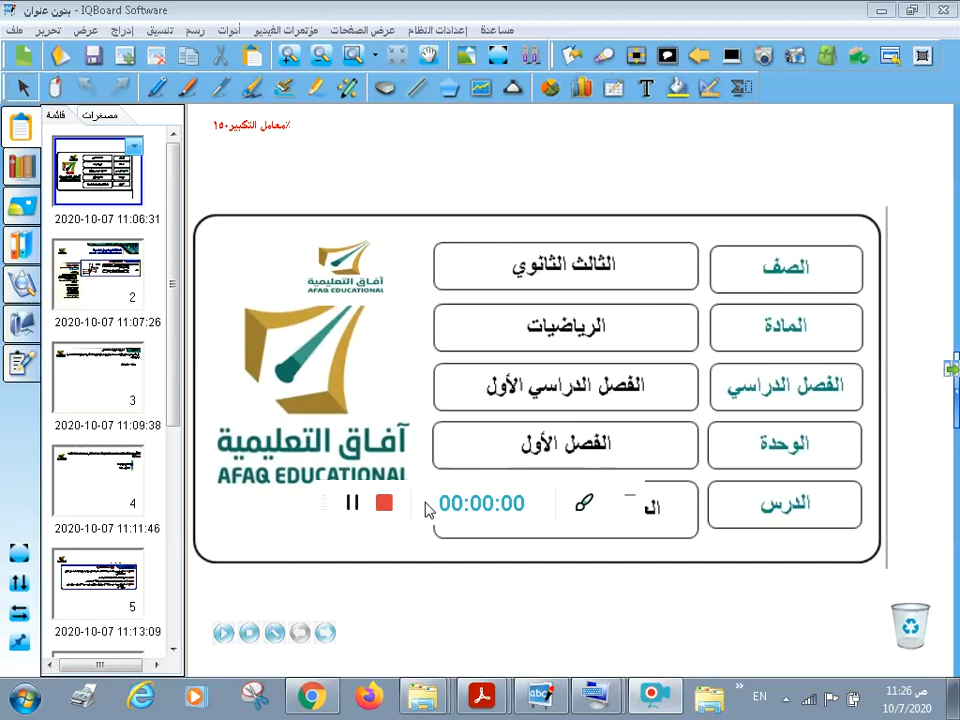 بدون عنوان - IQBoard Software
ملف تحرير عرض إدراج تنسيق رسم أدوات مؤتمرات الفيديو عرض الصفحات إعدادات النظام مساعدة
قائمة مصغرات
معامل التكبير١٥٠٪
2020-10-07 11:06:31
2
2020-10-07 11:07:26
3
2020-10-07 11:09:38
4
2020-10-07 11:11:46
5
2020-10-07 11:13:09
آفـاق التعليمية
AFAQ EDUCATIONAL
آفـاق التعليمية
AFAQ EDUCATIONAL
الصف الثالث الثانوي
المادة الرياضيات
الفصل الدراسي الفصل الدراسي الأول
الوحدة الفصل الأول
الدرس
00:00:00
EN
11:26 ص
10/7/2020